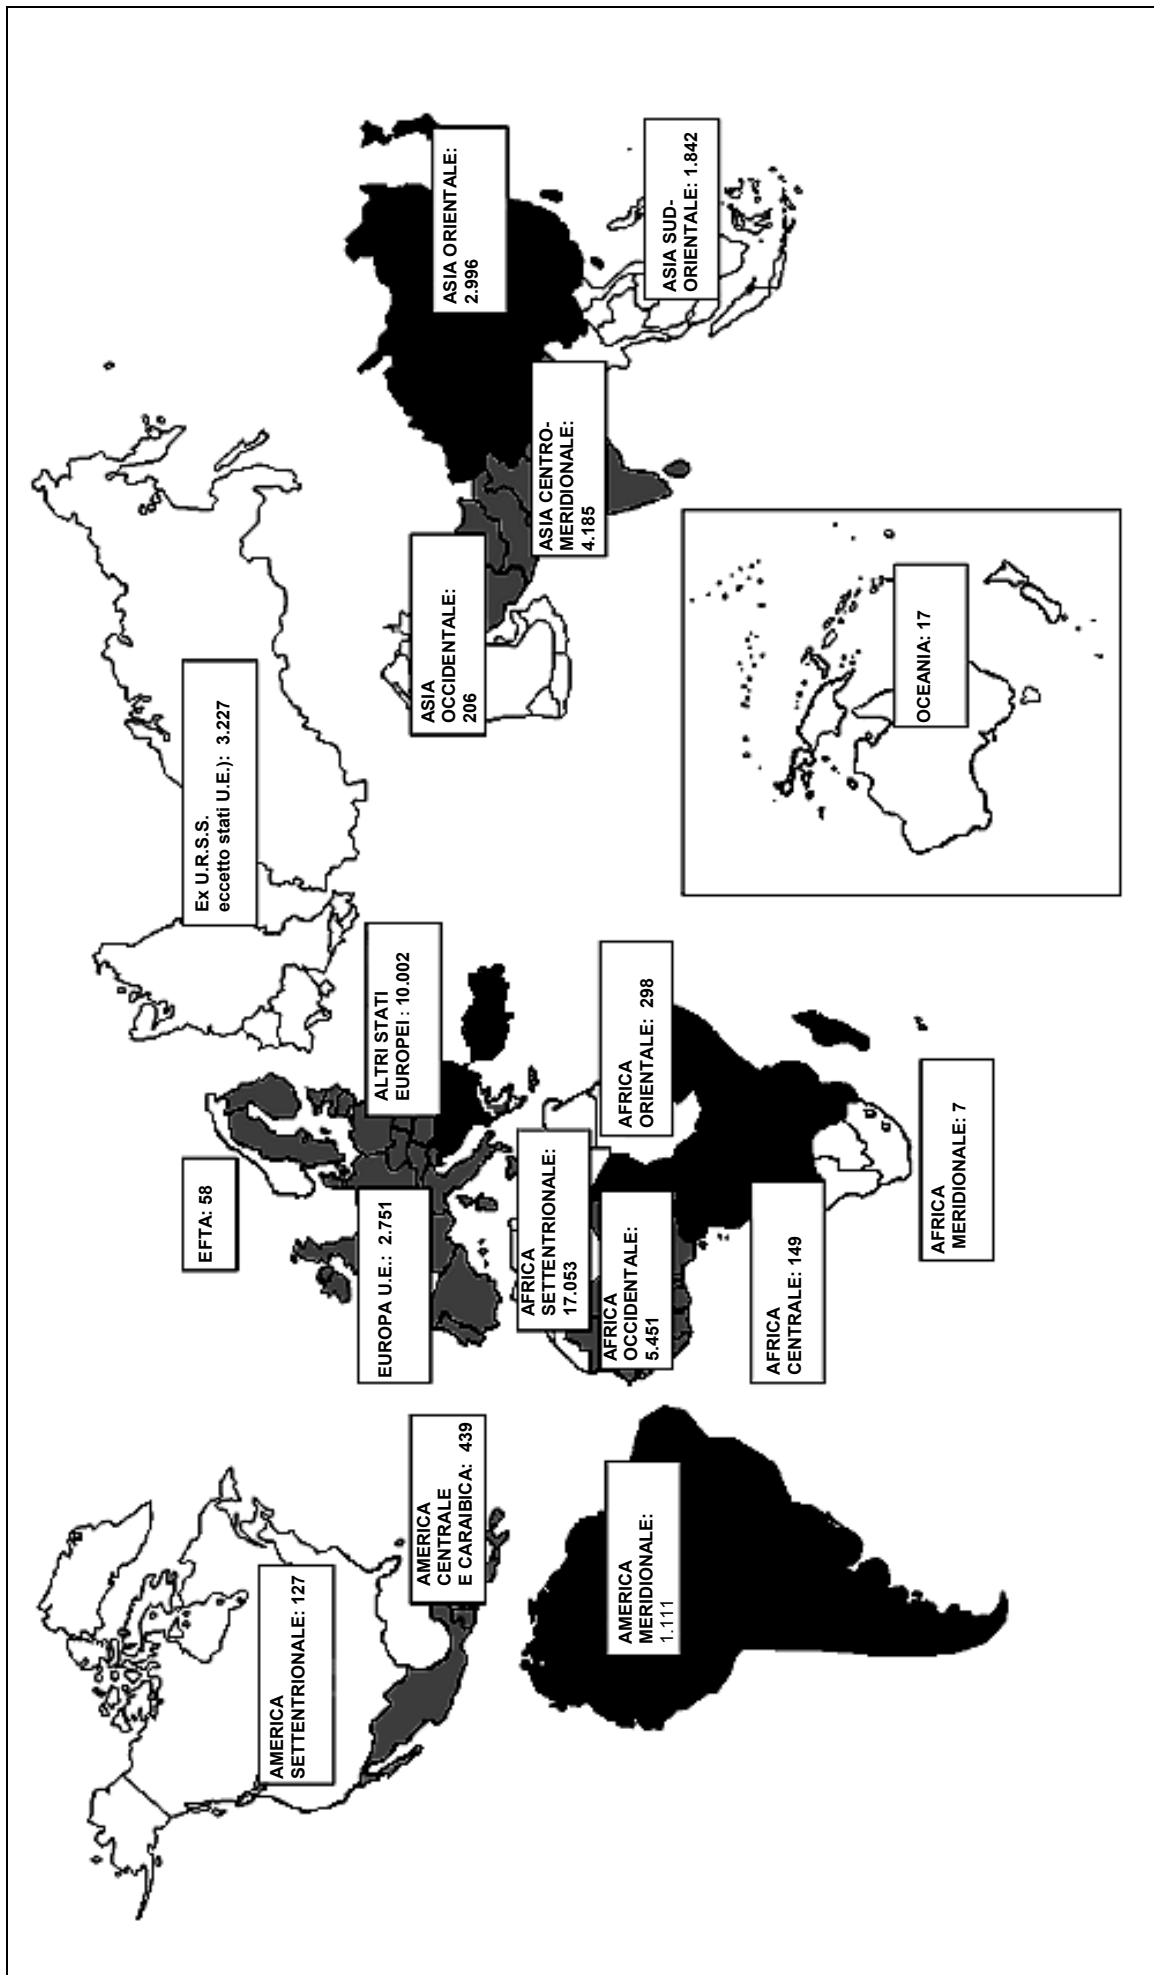 EFTA: 58
Ex U.R.S.S.
eccetto stati U.E.): 3.227
AMERICA
SETTENTRIONALE: 127
EUROPA U.E.: 2.751
ALTRI STATI
EUROPEI : 10.002
AMERICA
CENTRALE
E CARAIBICA: 439
ASIA
OCCIDENTALE:
206
ASIA ORIENTALE:
2.996
AFRICA
SETTENTRIONALE:
17.053
ASIA CENTRO-
MERIDIONALE:
4.185
AFRICA
OCCIDENTALE:
5.451
AFRICA
ORIENTALE: 298
AMERICA
MERIDIONALE:
1.111
ASIA SUD-
ORIENTALE: 1.842
AFRICA
CENTRALE: 149
OCEANIA: 17
AFRICA
MERIDIONALE: 7